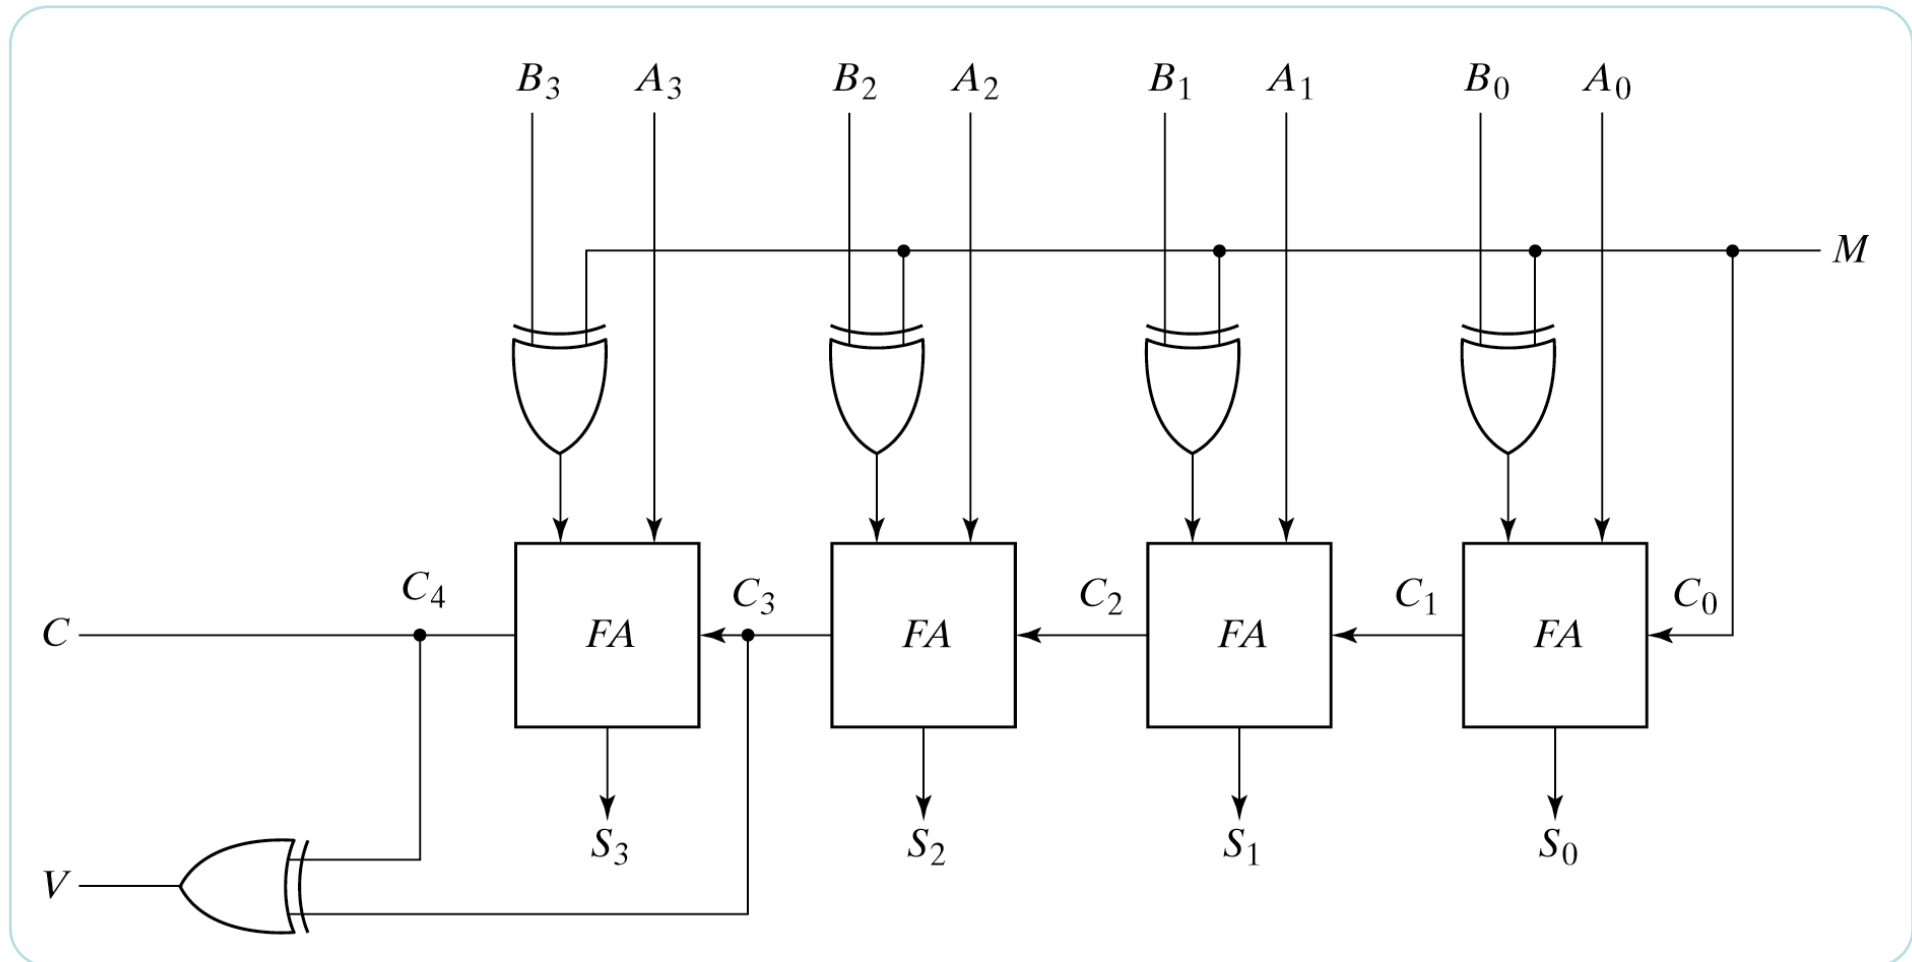 B₃ A₃ B₂ A₂ B₁ A₁ B₀ A₀
M
C₄ C₃ C₂ C₁ C₀
C FA FA FA FA
S₃ S₂ S₁ S₀
V